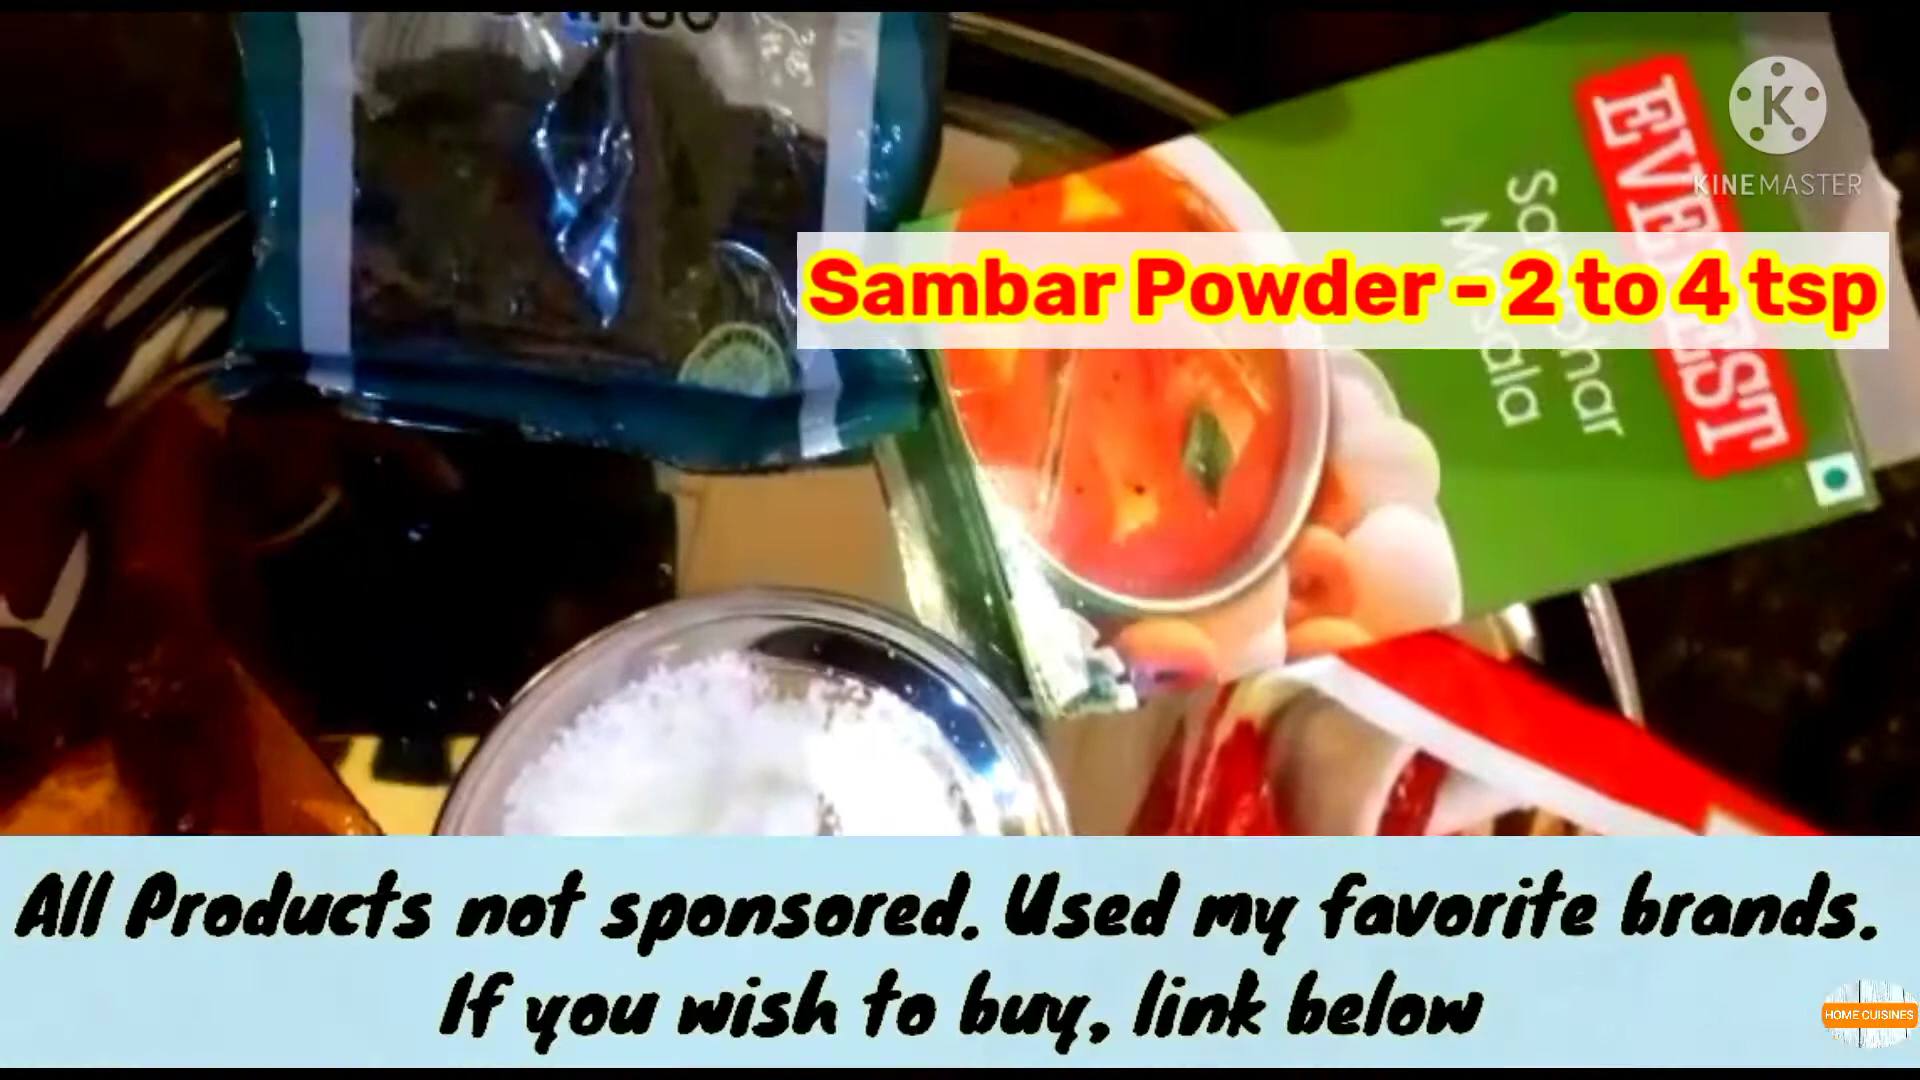 KINEMASTER
EVEREST
Sambhar
Masala
Sambar Powder - 2 to 4 tsp
All Products not sponsored. Used my favorite brands.
If you wish to buy, link below
HOME CUISINES